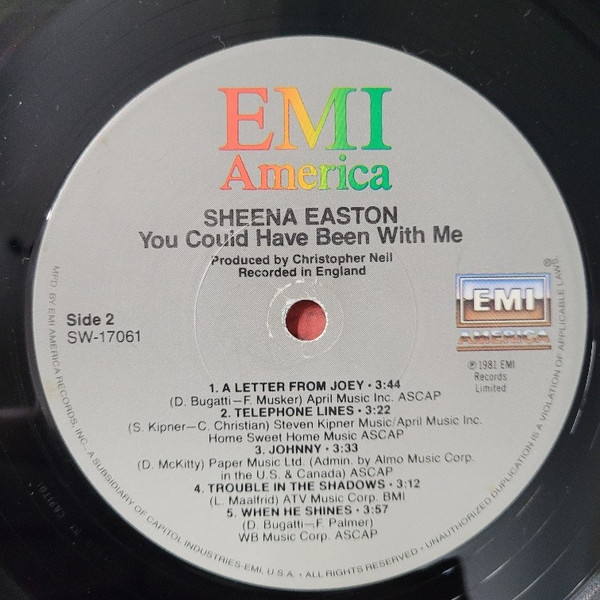 EMI
America
SHEENA EASTON
You Could Have Been With Me
Produced by Christopher Neil
Recorded in England
Side 2
SW-17061
EMI
AMERICA
℗ 1981 EMI
Records
Limited
1. A LETTER FROM JOEY • 3:44
(D. Bugatti—F. Musker) April Music Inc. ASCAP
2. TELEPHONE LINES • 3:22
(S. Kipner—C. Christian) Steven Kipner Music/April Music Inc.
Home Sweet Home Music ASCAP
3. JOHNNY • 3:33
(D. McKitty) Paper Music Ltd. (Admin. by Almo Music Corp.
in the U.S. & Canada) ASCAP
4. TROUBLE IN THE SHADOWS • 3:12
(L. Maalfrid) ATV Music Corp. BMI
5. WHEN HE SHINES • 3:57
(D. Bugatti—F. Palmer)
WB Music Corp. ASCAP
MFD. BY EMI AMERICA RECORDS, INC., A SUBSIDIARY OF CAPITOL INDUSTRIES-EMI, U.S.A. • ALL RIGHTS RESERVED • UNAUTHORIZED DUPLICATION IS A VIOLATION OF APPLICABLE LAWS